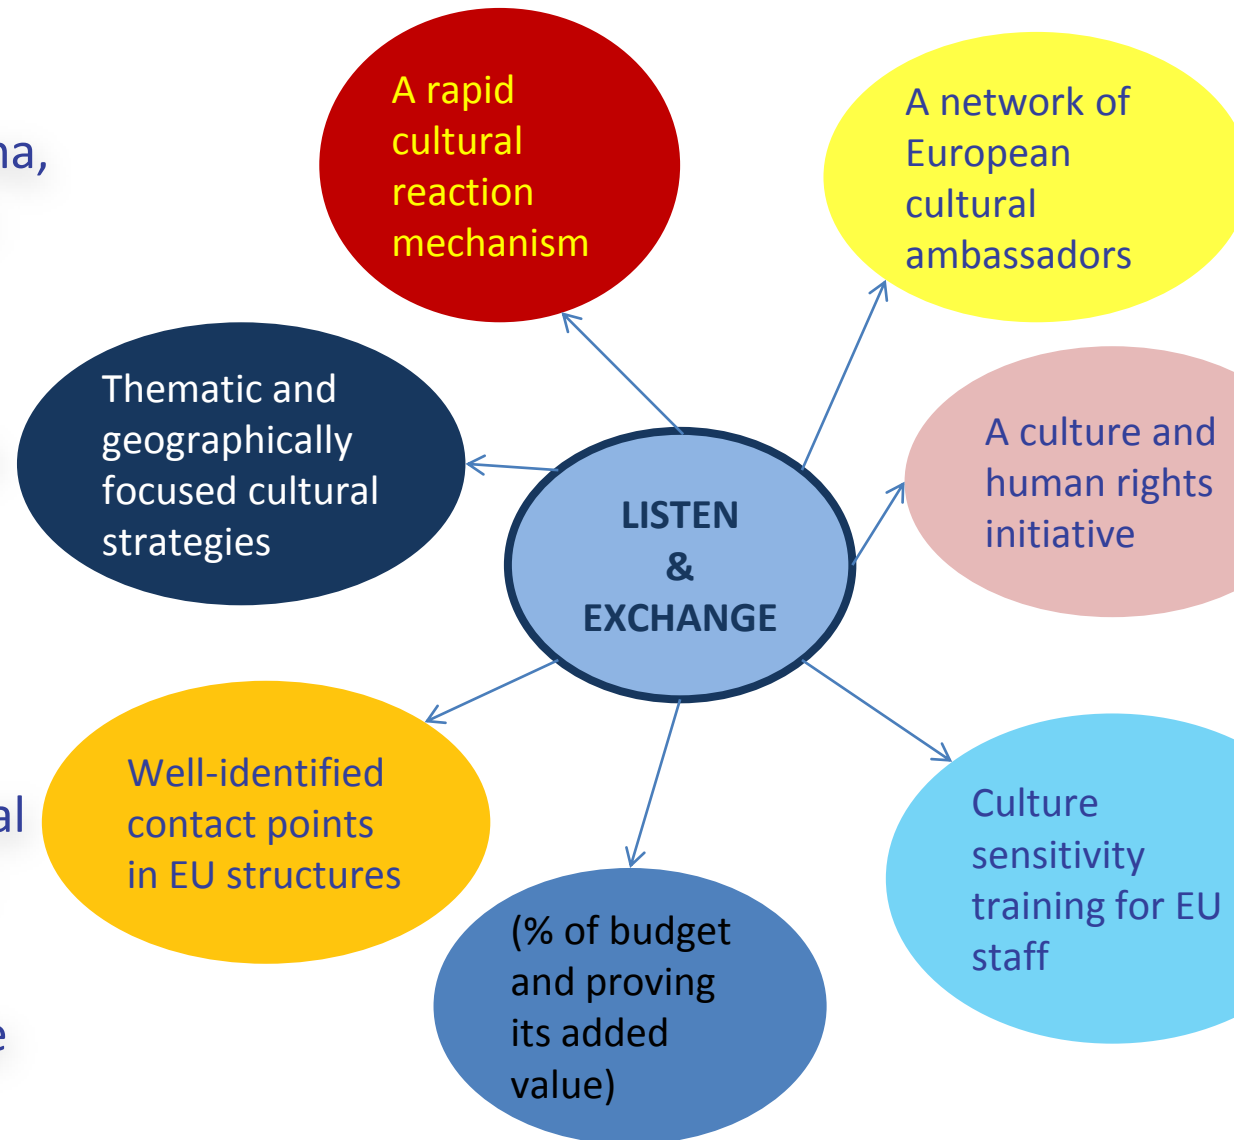 A rapid
cultural
reaction
mechanism
A network of
European
cultural
ambassadors
Thematic and
geographically
focused cultural
strategies
A culture and
human rights
initiative
LISTEN
&
EXCHANGE
Well-identified
contact points
in EU structures
Culture
sensitivity
training for EU
staff
(% of budget
and proving
its added
value)